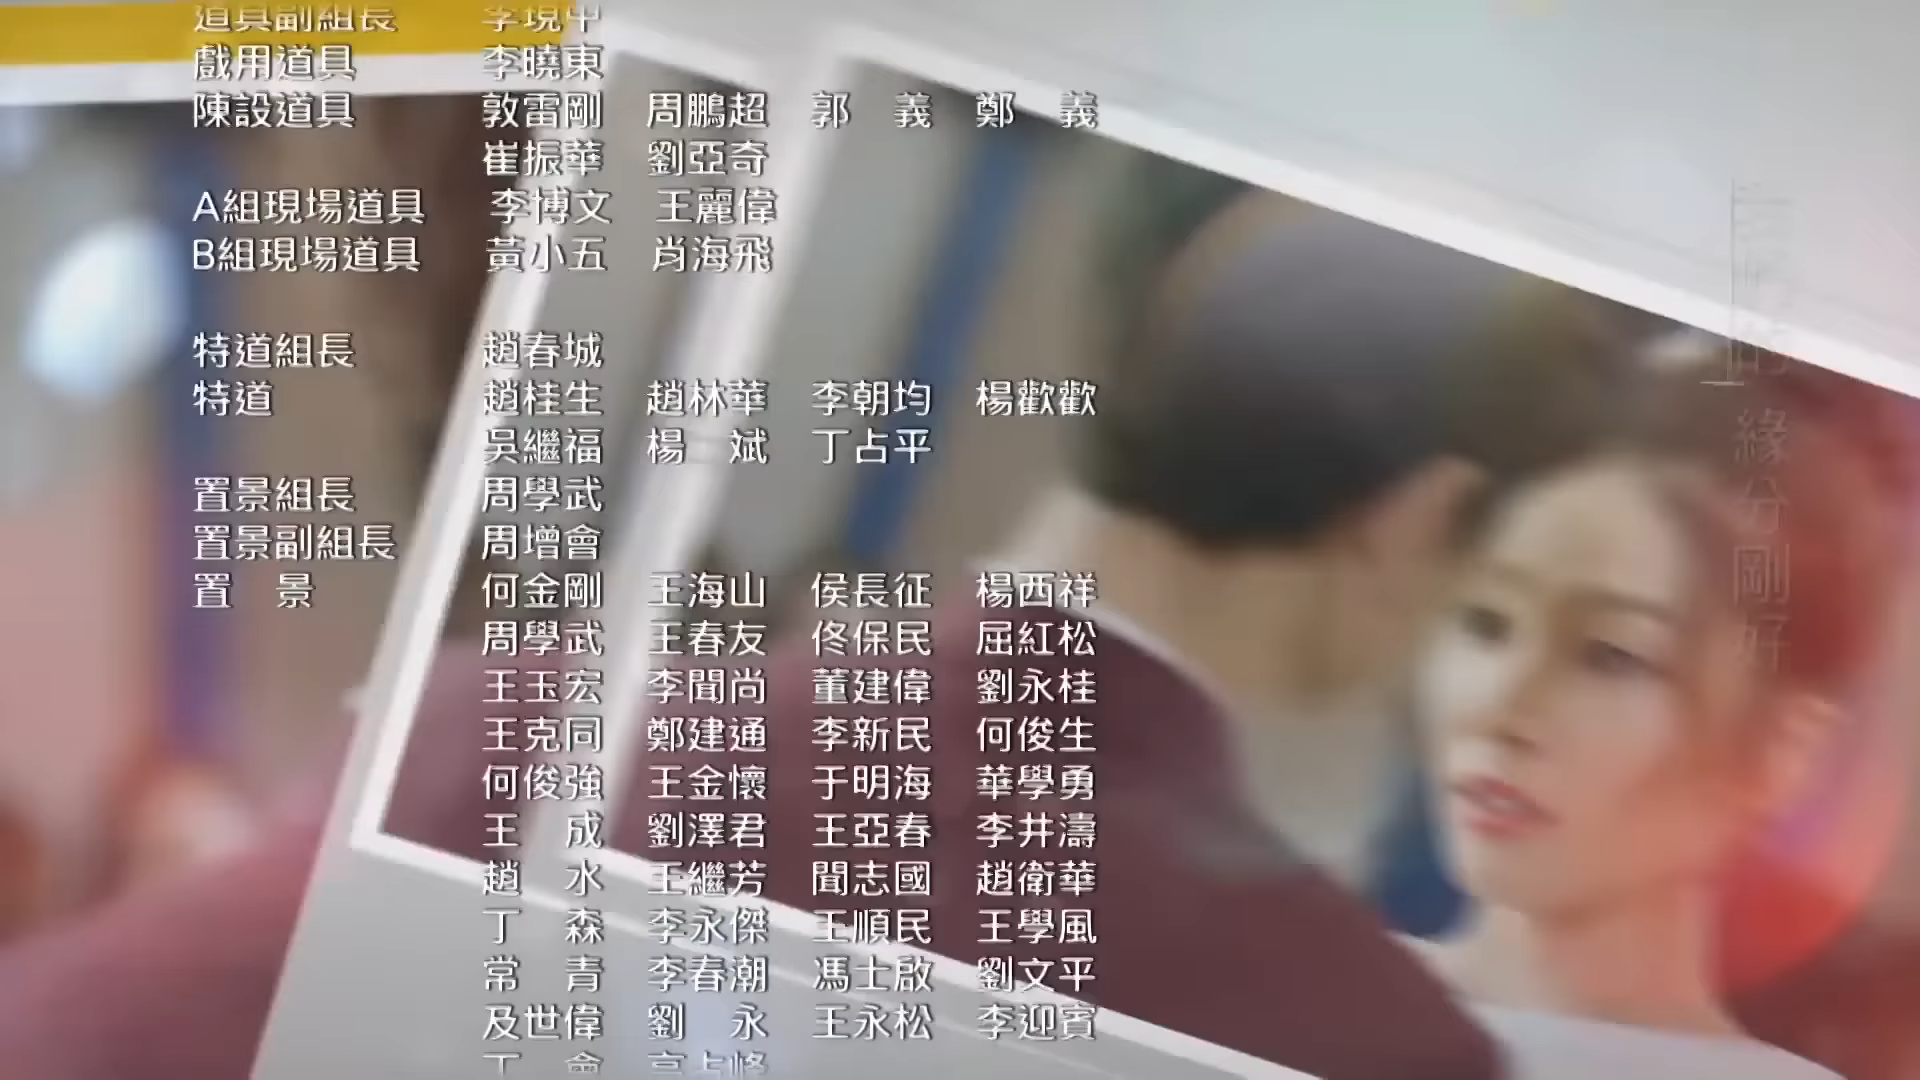 道具副組長 李現中
戲用道具 李曉東
陳設道具 敦雷剛 周鵬超 郭 義 鄭 義
崔振華 劉亞奇
A組現場道具 李博文 王麗偉
B組現場道具 黃小五 肖海飛
特道組長 趙春城
特道 趙桂生 趙林華 李朝均 楊歡歡
吳繼福 楊 斌 丁占平
置景組長 周學武
置景副組長 周增會
置 景 何金剛 王海山 侯長征 楊西祥
周學武 王春友 佟保民 屈紅松
王玉宏 李聞尚 董建偉 劉永桂
王克同 鄭建通 李新民 何俊生
何俊強 王金懷 于明海 華學勇
王 成 劉澤君 王亞春 李井濤
趙 水 王繼芳 聞志國 趙衛華
丁 森 李永傑 王順民 王學風
常 青 李春潮 馮士啟 劉文平
及世偉 劉 永 王永松 李迎賓
的緣分剛好